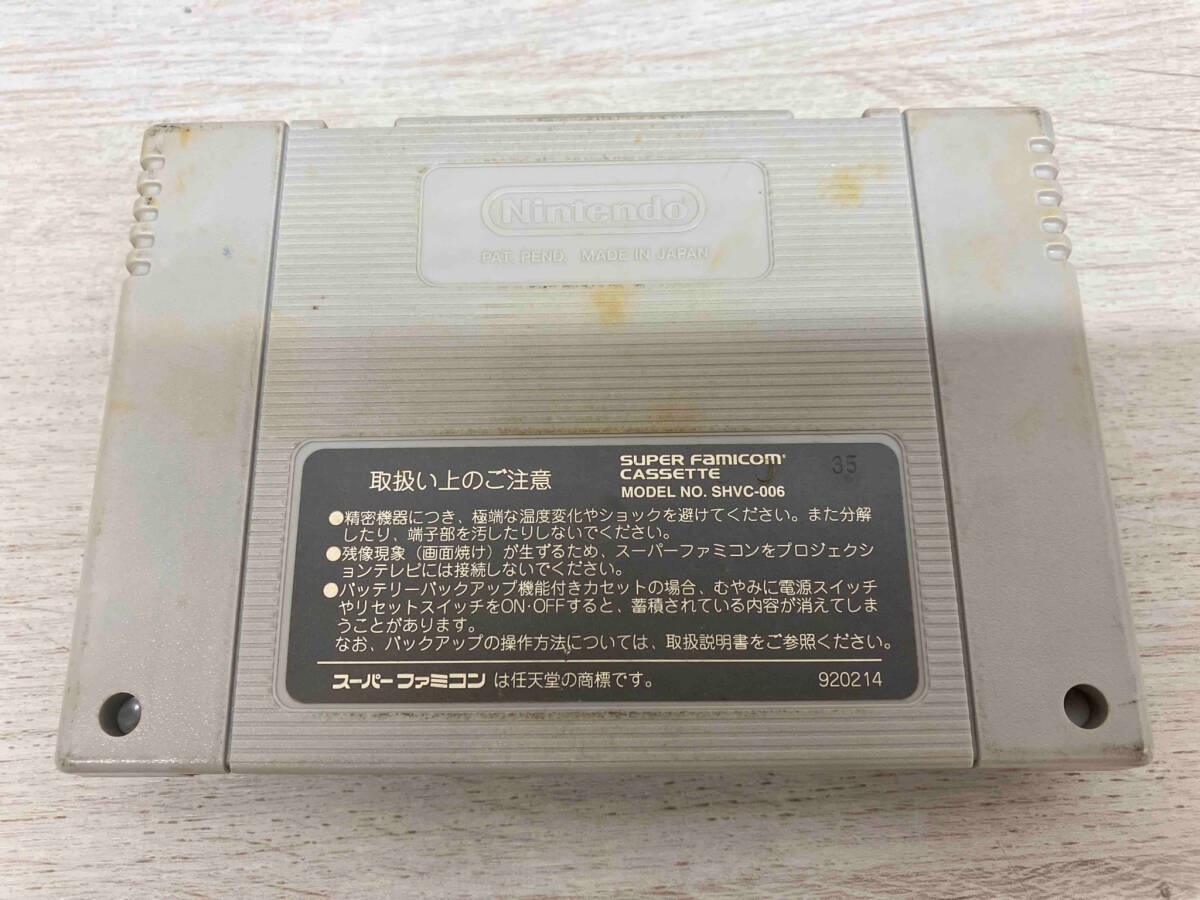 Nintendo
PAT. PEND. MADE IN JAPAN
取扱い上のご注意
SUPER FAMICOM
CASSETTE
MODEL NO. SHVC-006
J 35
●精密機器につき、極端な温度変化やショックを避けてください。また分解
したり、端子部を汚したりしないでください。
●残像現象（画面焼け）が生ずるため、スーパーファミコンをプロジェクシ
ョンテレビには接続しないでください。
●バッテリーバックアップ機能付きカセットの場合、むやみに電源スイッチ
やリセットスイッチをON・OFFすると、蓄積されている内容が消えてしま
うことがあります。
なお、バックアップの操作方法については、取扱説明書をご参照ください。
スーパーファミコン は任天堂の商標です。 920214